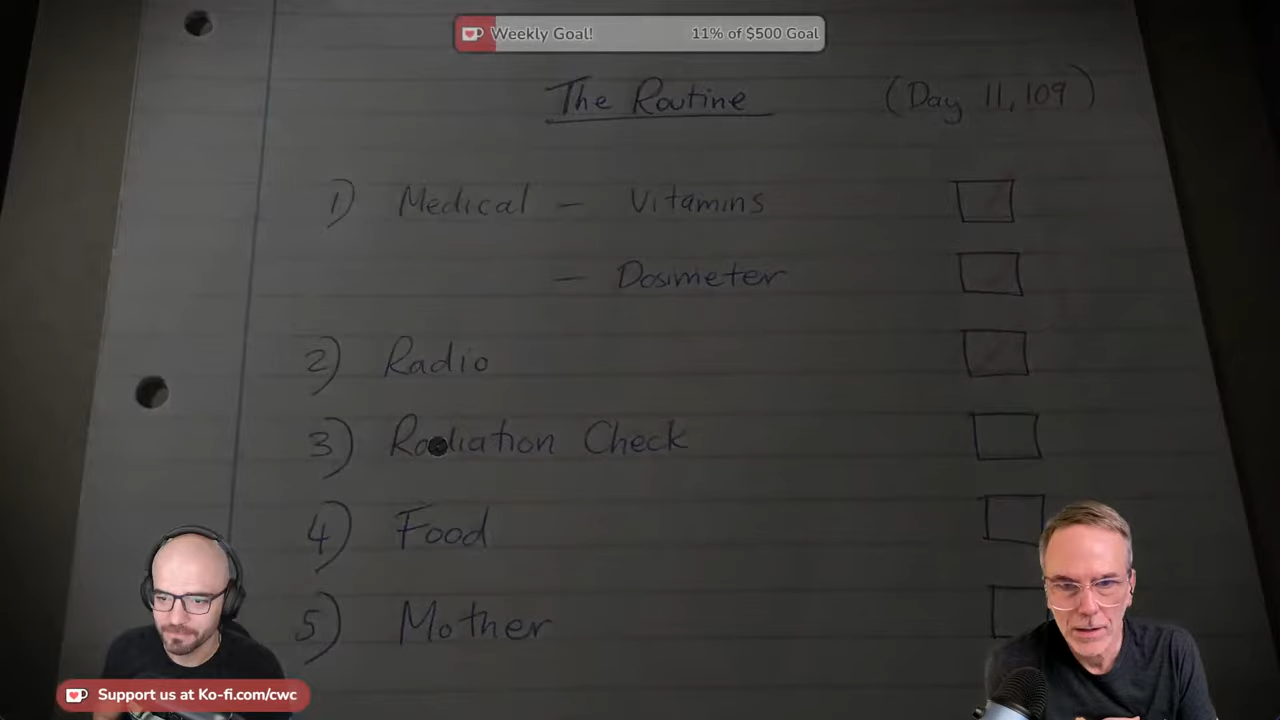 Weekly Goal! 11% of $500 Goal
The Routine (Day 11,109)
1) Medical – Vitamins
– Dosimeter
2) Radio
3) Radiation Check
4) Food
5) Mother
Support us at Ko-fi.com/cwc